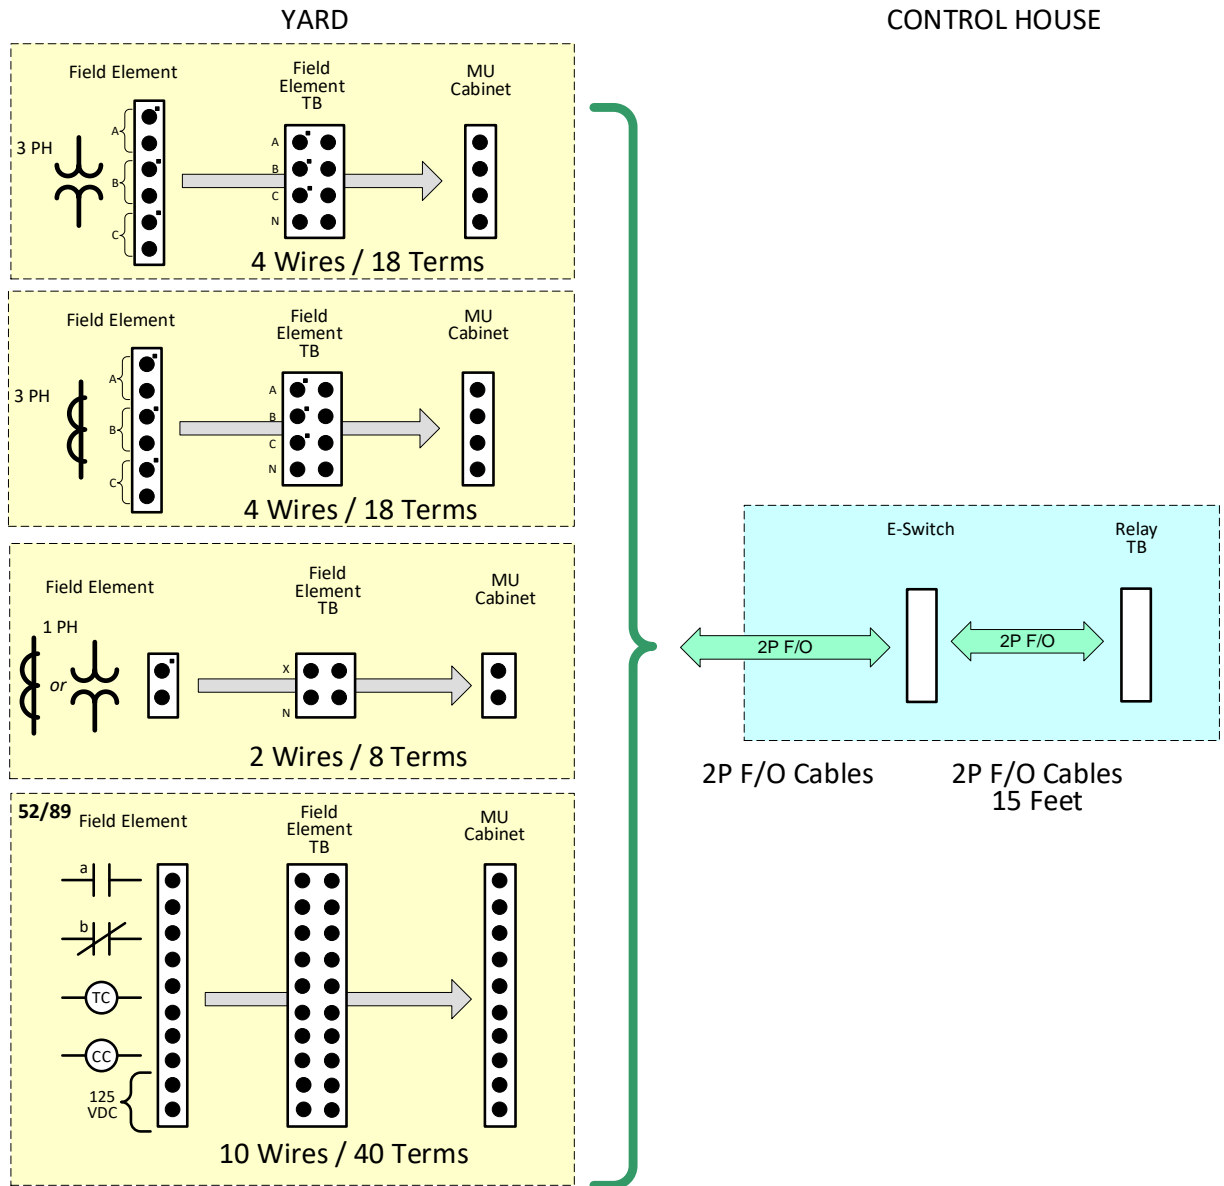 YARD
CONTROL HOUSE
Field Element
Field
Element
TB
MU
Cabinet
3 PH
A
B
C
A
B
C
N
4 Wires / 18 Terms
Field Element
Field
Element
TB
MU
Cabinet
3 PH
A
B
C
A
B
C
N
4 Wires / 18 Terms
Field Element
Field
Element
TB
MU
Cabinet
1 PH
or
X
N
2 Wires / 8 Terms
52/89
Field Element
Field
Element
TB
MU
Cabinet
a
b
TC
CC
125
VDC
10 Wires / 40 Terms
E-Switch
Relay
TB
2P F/O
2P F/O
2P F/O Cables
2P F/O Cables
15 Feet